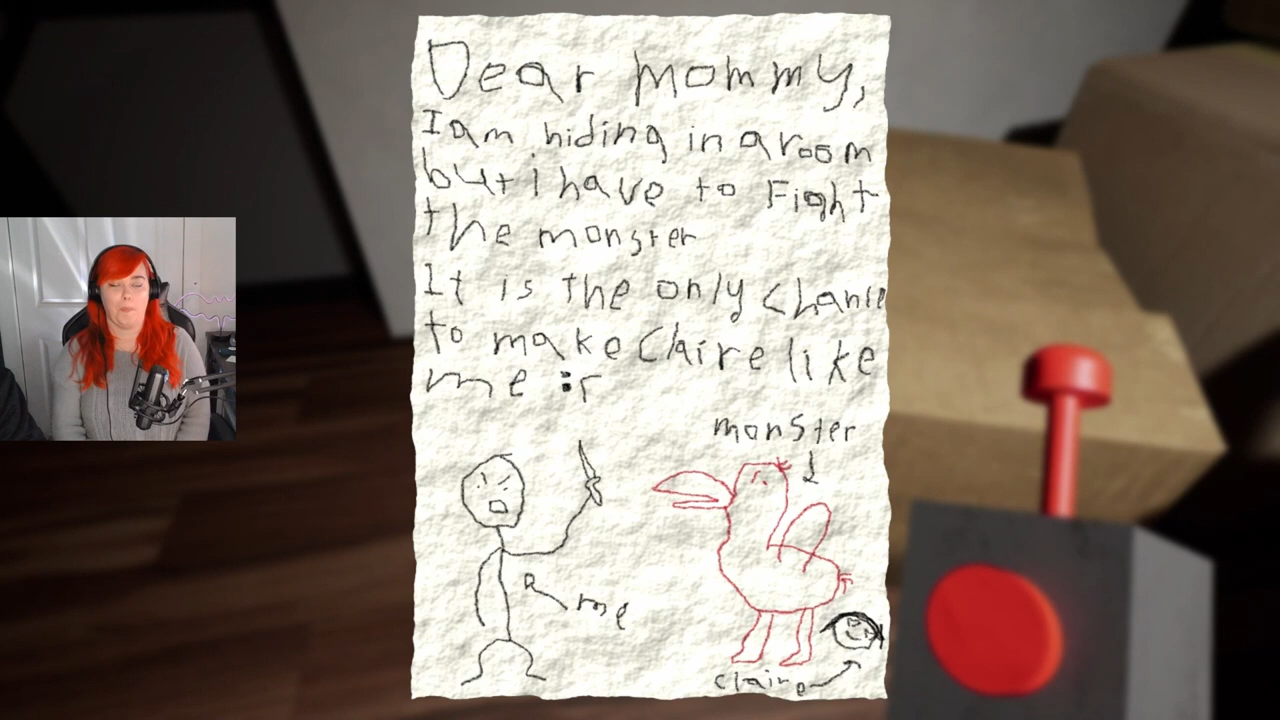 Dear mommy,
I am hiding in a room
but i have to Fight
the monster
It is the only chance
to make Claire like
me :r
monster
me
Claire